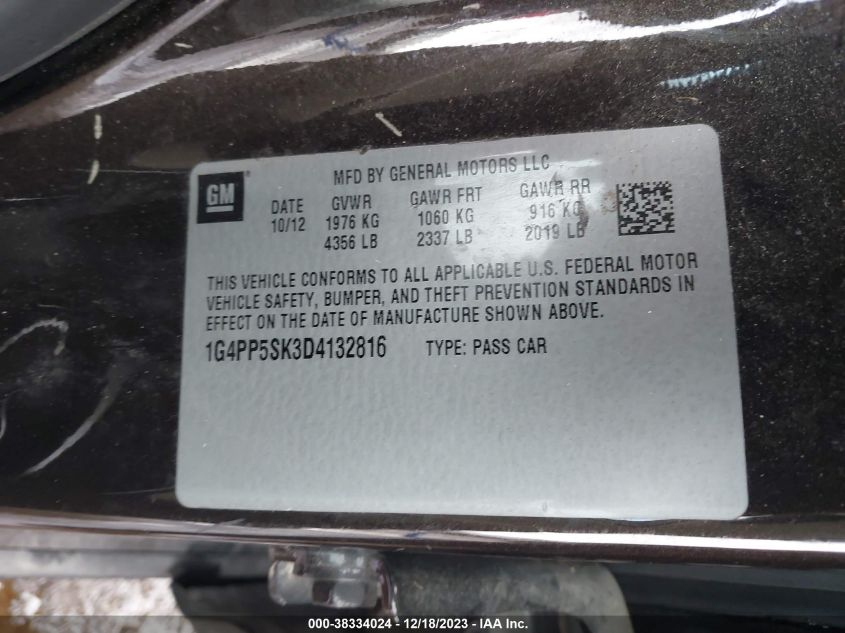 GM
MFD BY GENERAL MOTORS LLC
DATE GVWR GAWR FRT GAWR RR
10/12 1976 KG 1060 KG 916 KG
4356 LB 2337 LB 2019 LB
THIS VEHICLE CONFORMS TO ALL APPLICABLE U.S. FEDERAL MOTOR
VEHICLE SAFETY, BUMPER, AND THEFT PREVENTION STANDARDS IN
EFFECT ON THE DATE OF MANUFACTURE SHOWN ABOVE.
1G4PP5SK3D4132816 TYPE: PASS CAR
000-38334024 - 12/18/2023 - IAA Inc.